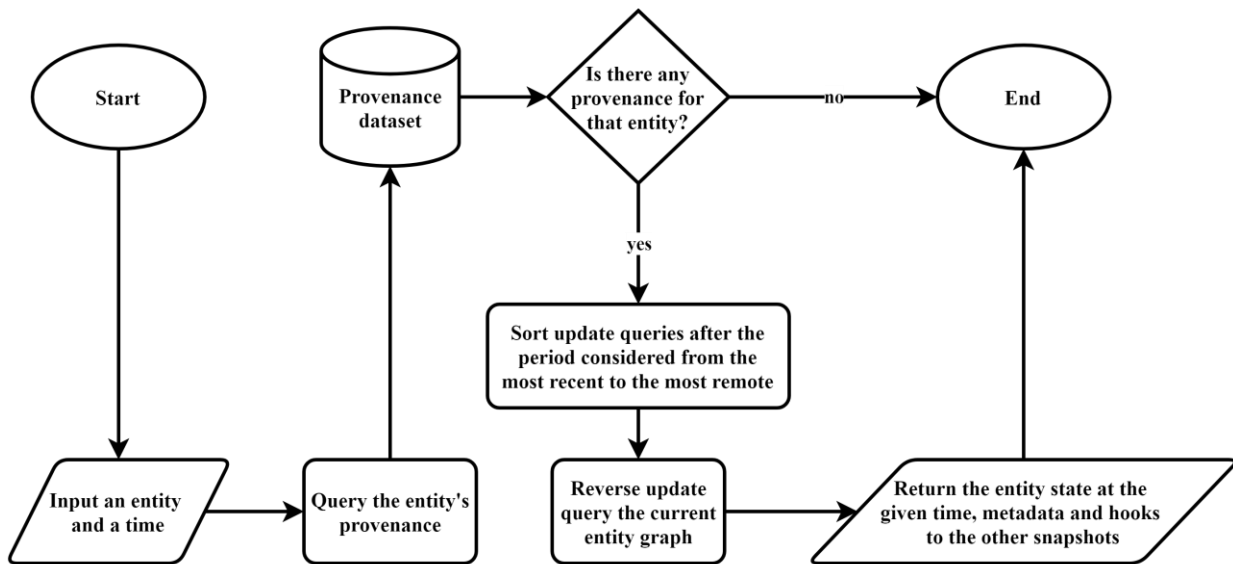 Start
Input an entity
and a time
Query the entity's
provenance
Provenance
dataset
Is there any
provenance for
that entity?
no
End
yes
Sort update queries after the
period considered from the
most recent to the most remote
Reverse update
query the current
entity graph
Return the entity state at the
given time, metadata and hooks
to the other snapshots